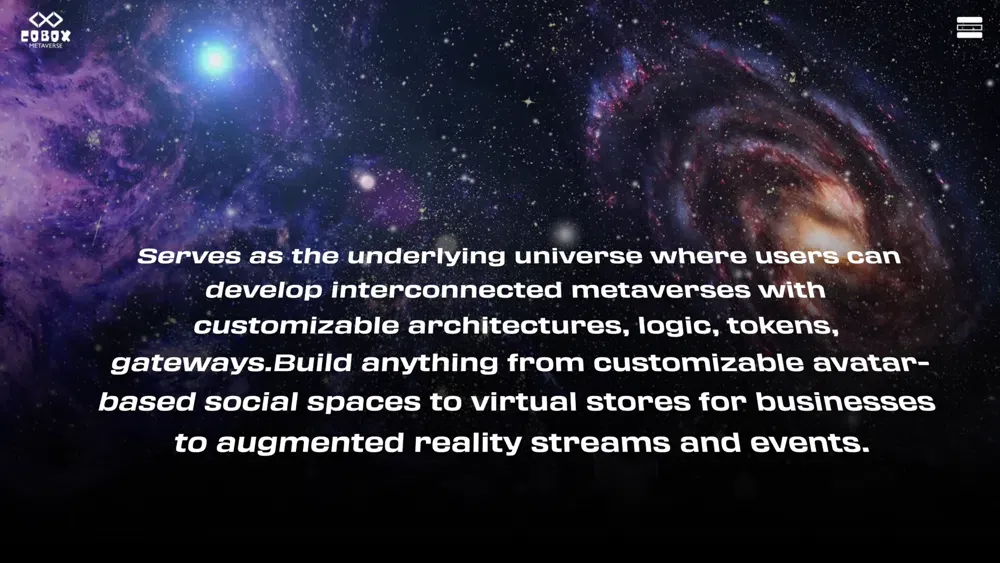 COBOX
METAVERSE
Serves as the underlying universe where users can
develop interconnected metaverses with
customizable architectures, logic, tokens,
gateways.Build anything from customizable avatar-
based social spaces to virtual stores for businesses
to augmented reality streams and events.